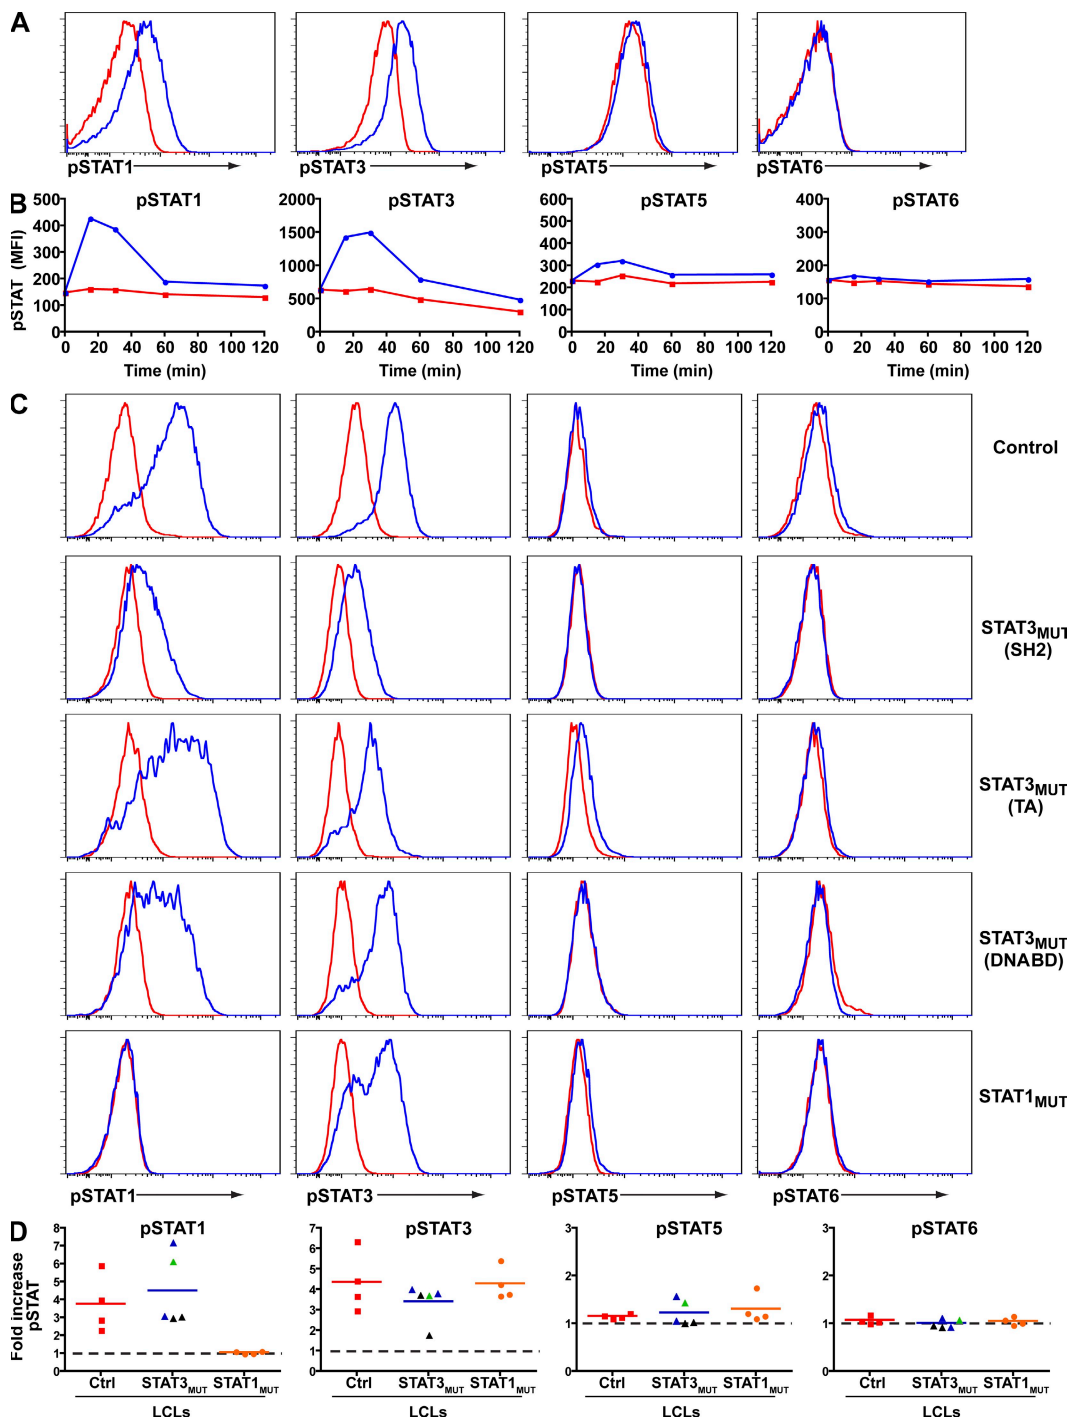 A
pSTAT1
pSTAT3
pSTAT5
pSTAT6
B
pSTAT1
pSTAT3
pSTAT5
pSTAT6
pSTAT (MFI)
500
400
300
200
100
0
2000
1500
1000
500
0
600
500
400
300
200
100
0
400
300
200
100
0
0 20 40 60 80 100 120
0 20 40 60 80 100 120
0 20 40 60 80 100 120
0 20 40 60 80 100 120
Time (min)
Time (min)
Time (min)
Time (min)
C
Control
STAT3MUT
(SH2)
STAT3MUT
(TA)
STAT3MUT
(DNABD)
STAT1MUT
pSTAT1
pSTAT3
pSTAT5
pSTAT6
D
pSTAT1
pSTAT3
pSTAT5
pSTAT6
Fold increase
pSTAT
8
7
6
5
4
3
2
1
0
7
6
5
4
3
2
1
0
3
2
1
0
3
2
1
0
Ctrl STAT3MUT STAT1MUT
Ctrl STAT3MUT STAT1MUT
Ctrl STAT3MUT STAT1MUT
Ctrl STAT3MUT STAT1MUT
LCLs
LCLs
LCLs
LCLs